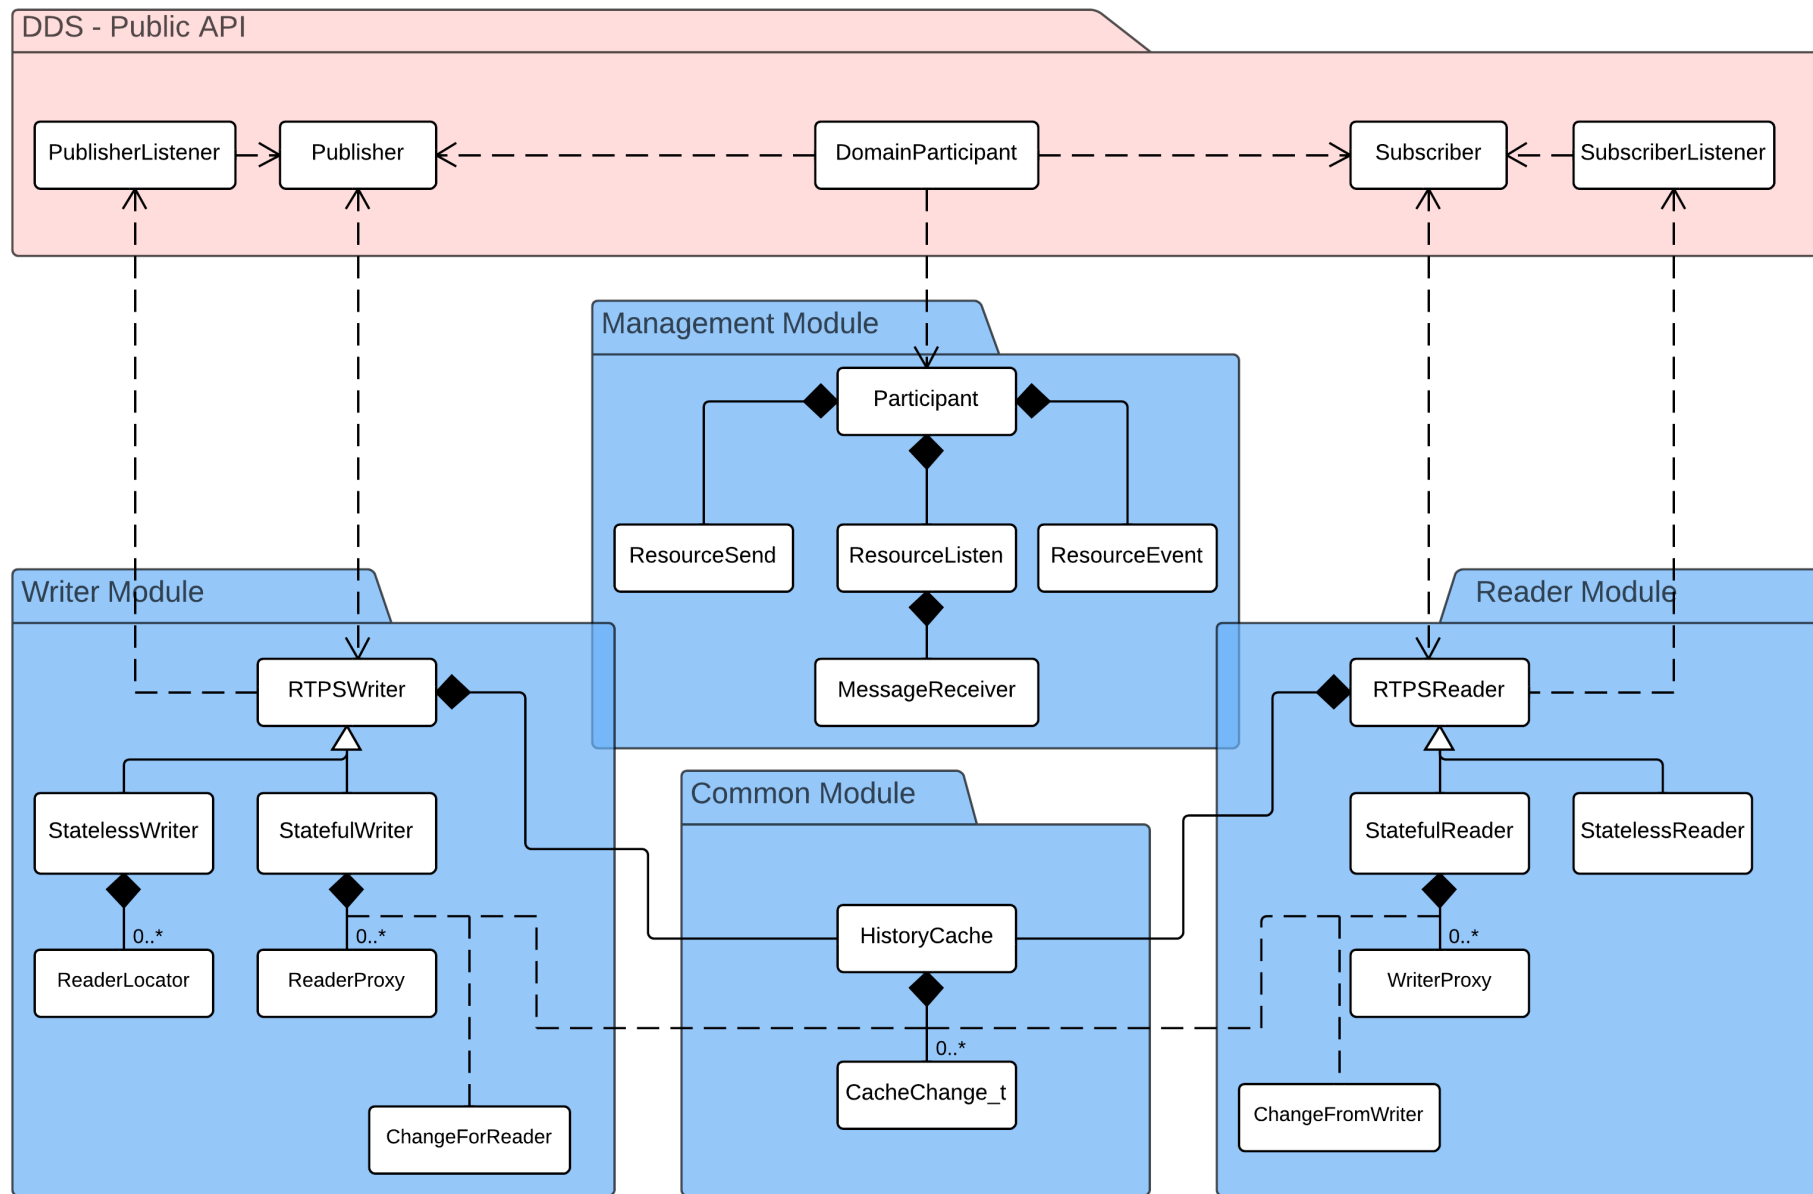 DDS - Public API
PublisherListener
Publisher
DomainParticipant
Subscriber
SubscriberListener
Management Module
Participant
ResourceSend
ResourceListen
ResourceEvent
MessageReceiver
Writer Module
RTPSWriter
StatelessWriter
StatefulWriter
0..*
0..*
ReaderLocator
ReaderProxy
ChangeForReader
Common Module
HistoryCache
0..*
CacheChange_t
Reader Module
RTPSReader
StatefulReader
StatelessReader
0..*
WriterProxy
ChangeFromWriter